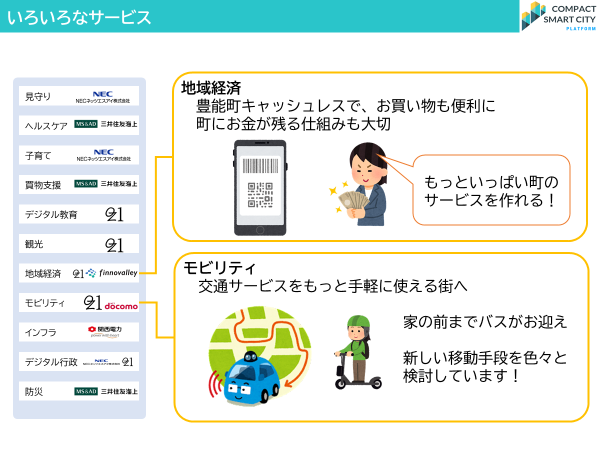 いろいろなサービス
COMPACT
SMART CITY
PLATFORM
見守り NEC
NECネッツエスアイ株式会社
ヘルスケア MS&AD 三井住友海上
子育て NEC
NECネッツエスアイ株式会社
買物支援 MS&AD 三井住友海上
デジタル教育 21
観光 21
地域経済 21 finnovalley
モビリティ 21 docomo
インフラ 関西電力
デジタル行政 NEC 21
防災 MS&AD 三井住友海上
地域経済
豊能町キャッシュレスで、お買い物も便利に
町にお金が残る仕組みも大切
もっといっぱい町の
サービスを作れる！
モビリティ
交通サービスをもっと手軽に使える街へ
家の前までバスがお迎え
新しい移動手段を色々と
検討しています！